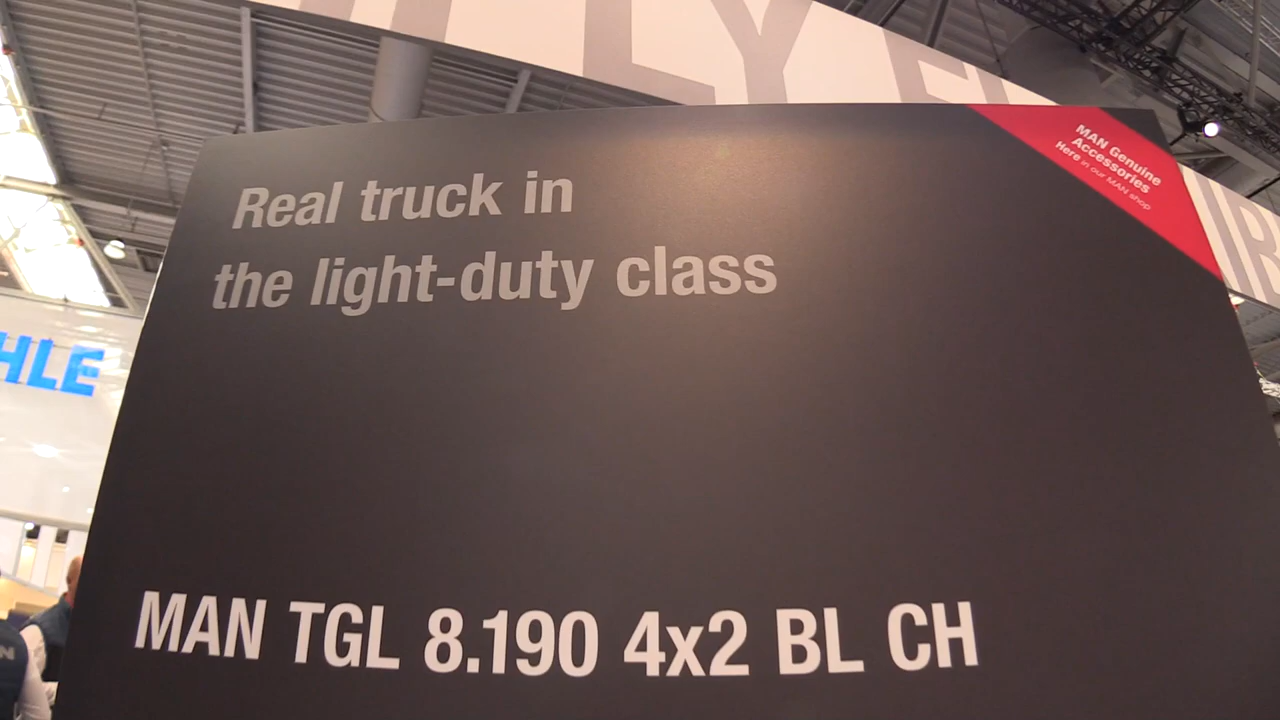 Real truck in
the light-duty class
MAN TGL 8.190 4x2 BL CH
MAN Genuine
Accessories
Here in our MAN shop
HLE
LY